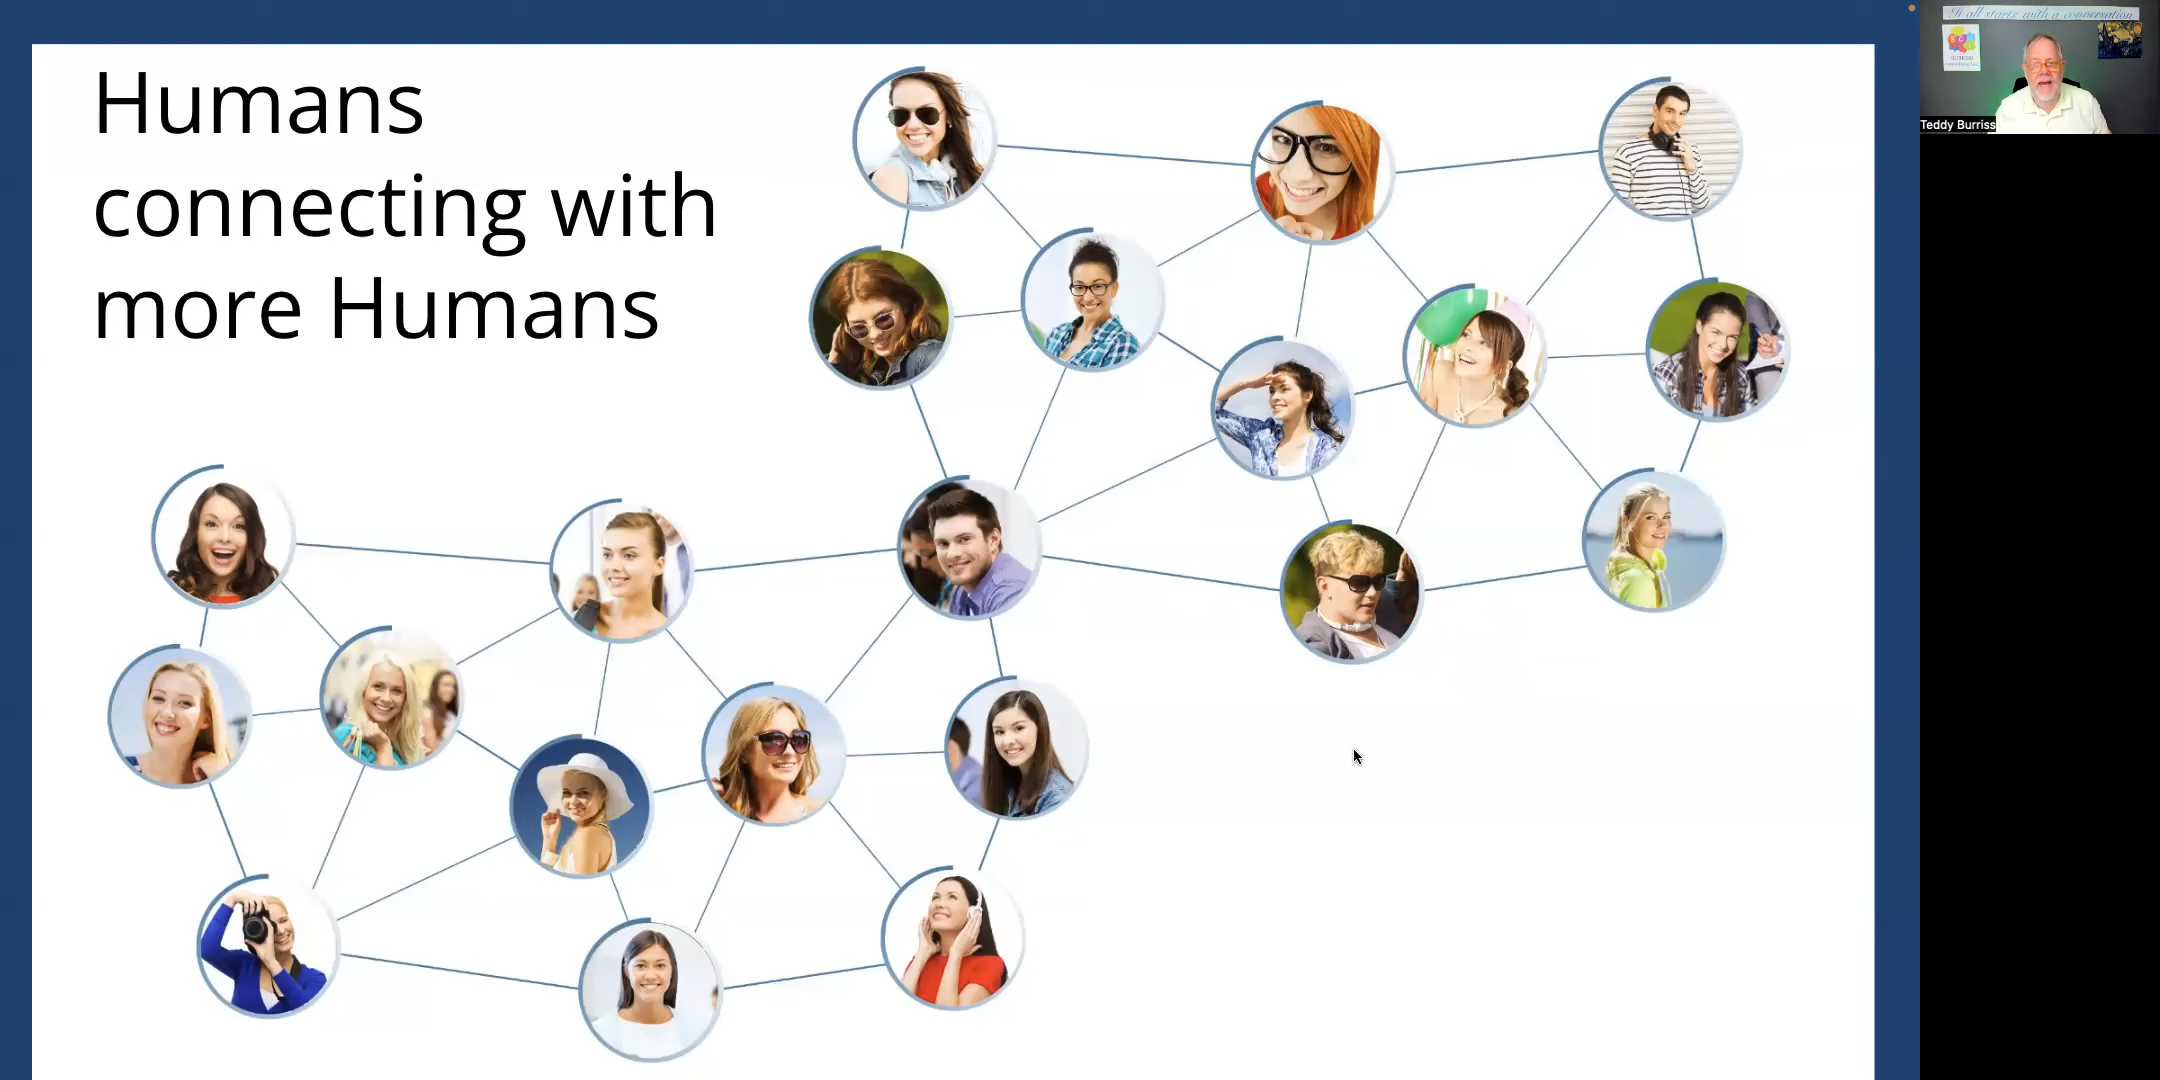 Humans
connecting with
more Humans
It all starts with a conversation
Teddy Burriss